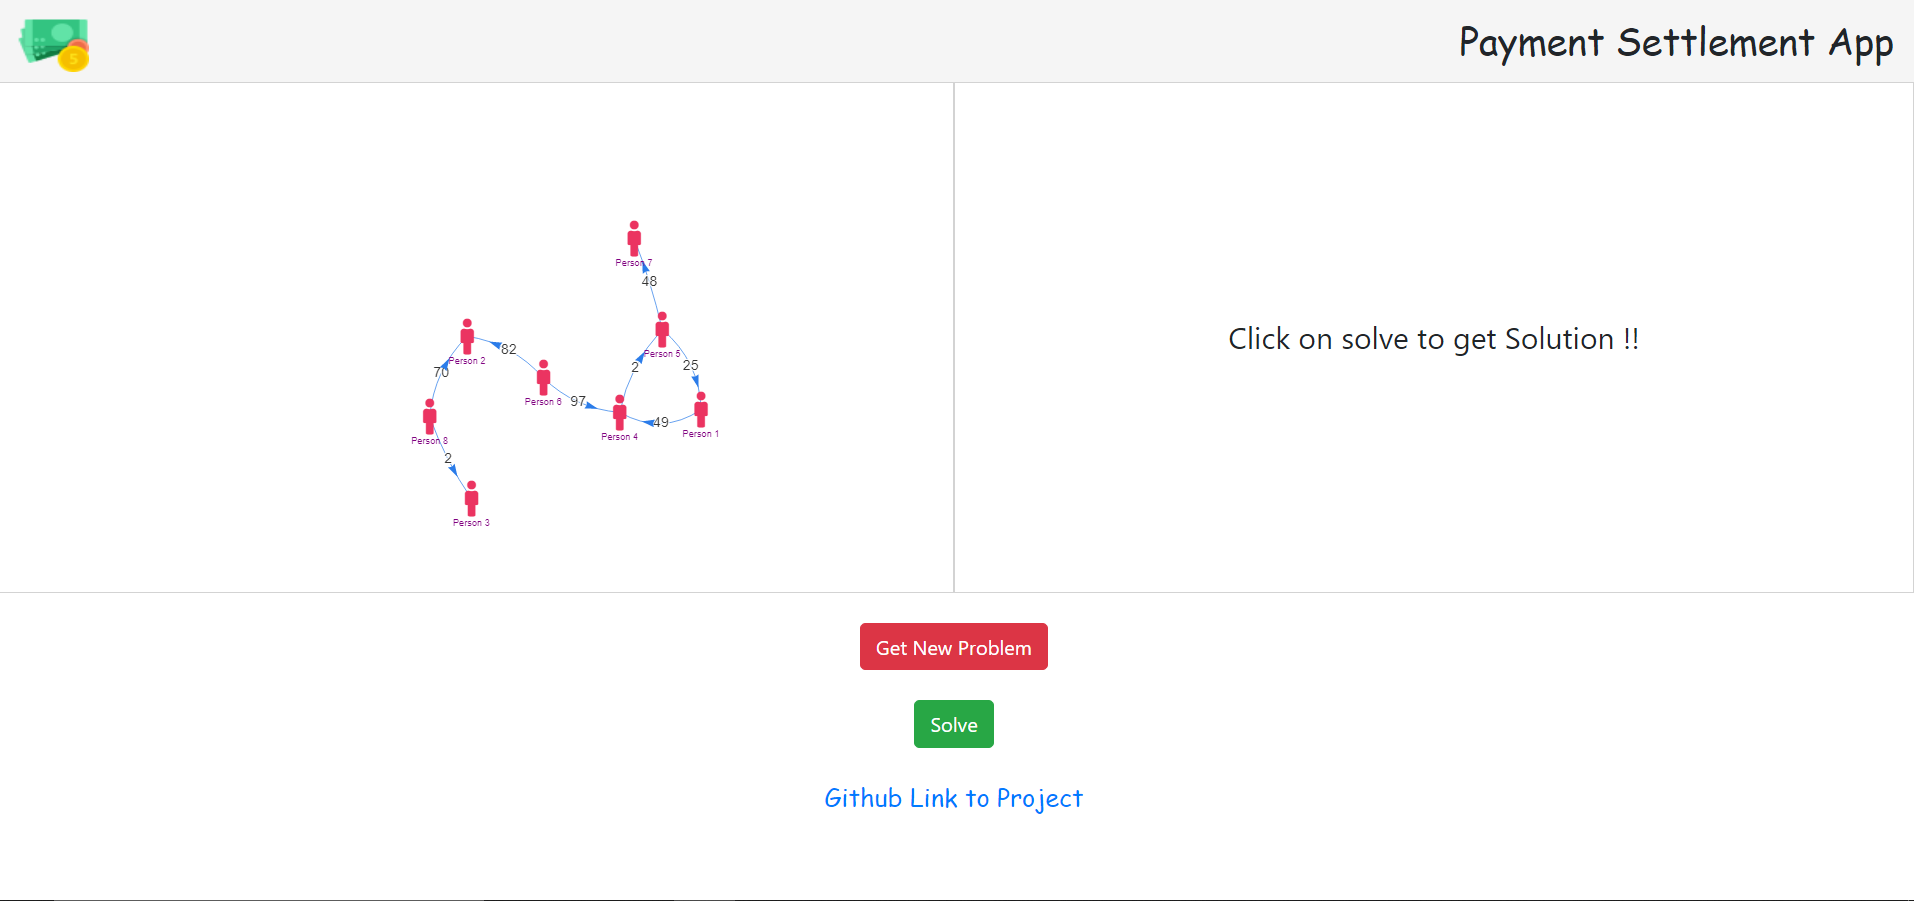 5
Payment Settlement App
Person 7
48
Person 5
82
Person 2
2
25
70
Person 6
97
49
Person 4
Person 1
Person 8
2
Person 3
Click on solve to get Solution !!
Get New Problem
Solve
Github Link to Project